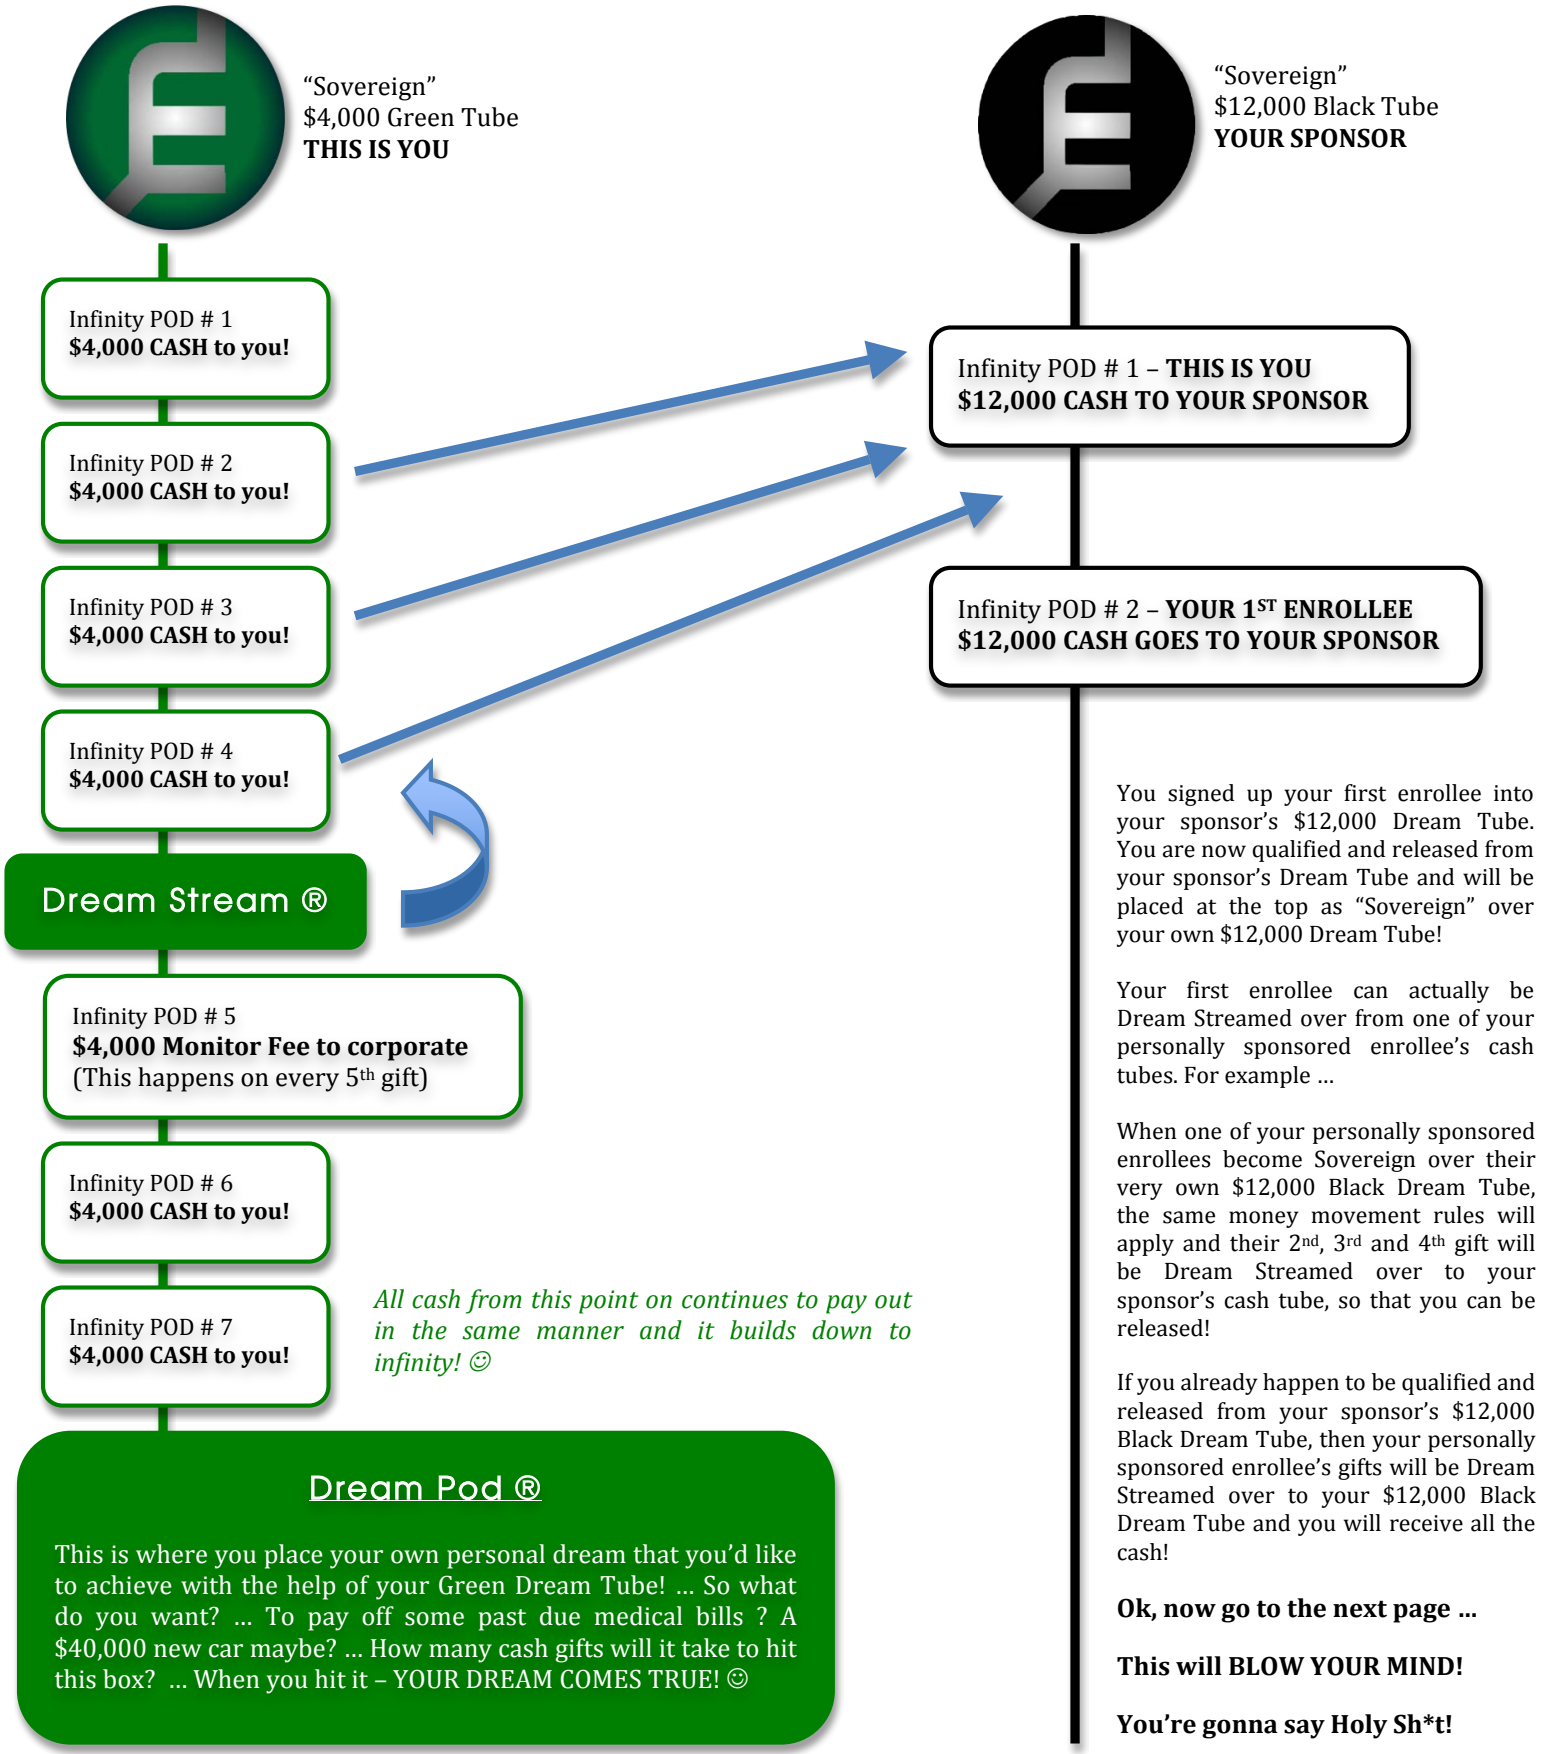 “Sovereign”
$4,000 Green Tube
THIS IS YOU
“Sovereign”
$12,000 Black Tube
YOUR SPONSOR
Infinity POD # 1
$4,000 CASH to you!
Infinity POD # 2
$4,000 CASH to you!
Infinity POD # 3
$4,000 CASH to you!
Infinity POD # 4
$4,000 CASH to you!
Dream Stream ®
Infinity POD # 5
$4,000 Monitor Fee to corporate
(This happens on every 5th gift)
Infinity POD # 6
$4,000 CASH to you!
Infinity POD # 7
$4,000 CASH to you!
All cash from this point on continues to pay out
in the same manner and it builds down to
infinity! ☺
Dream Pod ®
This is where you place your own personal dream that you’d like
to achieve with the help of your Green Dream Tube! … So what
do you want? … To pay off some past due medical bills ? A
$40,000 new car maybe? … How many cash gifts will it take to hit
this box? … When you hit it – YOUR DREAM COMES TRUE! ☺
Infinity POD # 1 – THIS IS YOU
$12,000 CASH TO YOUR SPONSOR
Infinity POD # 2 – YOUR 1ST ENROLLEE
$12,000 CASH GOES TO YOUR SPONSOR
You signed up your first enrollee into
your sponsor’s $12,000 Dream Tube.
You are now qualified and released from
your sponsor’s Dream Tube and will be
placed at the top as “Sovereign” over
your own $12,000 Dream Tube!
Your first enrollee can actually be
Dream Streamed over from one of your
personally sponsored enrollee’s cash
tubes. For example …
When one of your personally sponsored
enrollees become Sovereign over their
very own $12,000 Black Dream Tube,
the same money movement rules will
apply and their 2nd, 3rd and 4th gift will
be Dream Streamed over to your
sponsor’s cash tube, so that you can be
released!
If you already happen to be qualified and
released from your sponsor’s $12,000
Black Dream Tube, then your personally
sponsored enrollee’s gifts will be Dream
Streamed over to your $12,000 Black
Dream Tube and you will receive all the
cash!
Ok, now go to the next page …
This will BLOW YOUR MIND!
You’re gonna say Holy Sh*t!